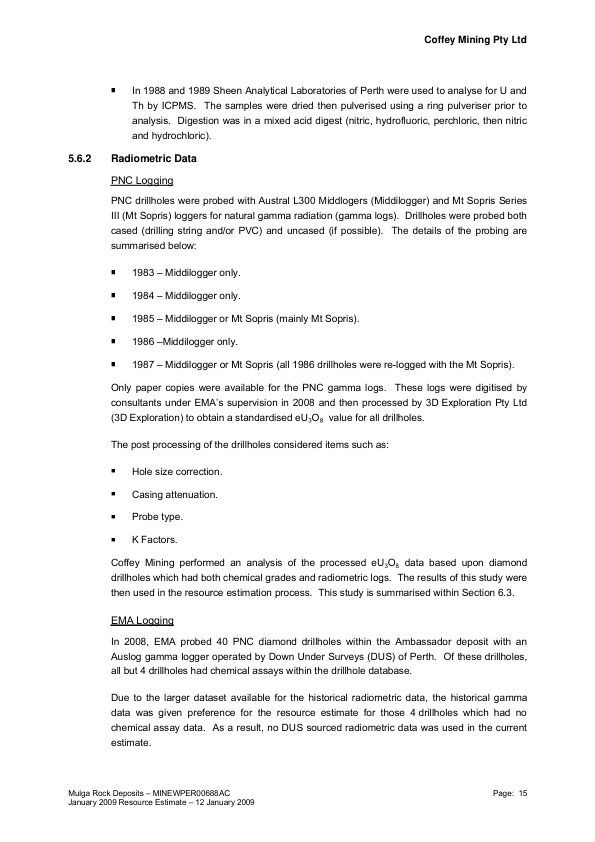 Coffey Mining Pty Ltd
▪ In 1988 and 1989 Sheen Analytical Laboratories of Perth were used to analyse for U and
Th by ICPMS. The samples were dried then pulverised using a ring pulveriser prior to
analysis. Digestion was in a mixed acid digest (nitric, hydrofluoric, perchloric, then nitric
and hydrochloric).
5.6.2 Radiometric Data
PNC Logging
PNC drillholes were probed with Austral L300 Middlogers (Middilogger) and Mt Sopris Series
III (Mt Sopris) loggers for natural gamma radiation (gamma logs). Drillholes were probed both
cased (drilling string and/or PVC) and uncased (if possible). The details of the probing are
summarised below:
▪ 1983 – Middilogger only.
▪ 1984 – Middilogger only.
▪ 1985 – Middilogger or Mt Sopris (mainly Mt Sopris).
▪ 1986 –Middilogger only.
▪ 1987 – Middilogger or Mt Sopris (all 1986 drillholes were re-logged with the Mt Sopris).
Only paper copies were available for the PNC gamma logs. These logs were digitised by
consultants under EMA's supervision in 2008 and then processed by 3D Exploration Pty Ltd
(3D Exploration) to obtain a standardised eU₃O₈ value for all drillholes.
The post processing of the drillholes considered items such as:
▪ Hole size correction.
▪ Casing attenuation.
▪ Probe type.
▪ K Factors.
Coffey Mining performed an analysis of the processed eU₃O₈ data based upon diamond
drillholes which had both chemical grades and radiometric logs. The results of this study were
then used in the resource estimation process. This study is summarised within Section 6.3.
EMA Logging
In 2008, EMA probed 40 PNC diamond drillholes within the Ambassador deposit with an
Auslog gamma logger operated by Down Under Surveys (DUS) of Perth. Of these drillholes,
all but 4 drillholes had chemical assays within the drillhole database.
Due to the larger dataset available for the historical radiometric data, the historical gamma
data was given preference for the resource estimate for those 4 drillholes which had no
chemical assay data. As a result, no DUS sourced radiometric data was used in the current
estimate.
Mulga Rock Deposits – MINEWPER00688AC Page: 15
January 2009 Resource Estimate – 12 January 2009